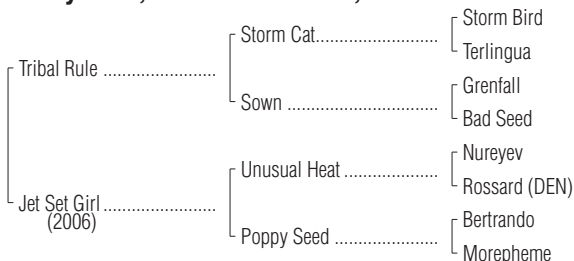 Storm Bird
Storm Cat
Terlingua
Tribal Rule
Grenfall
Sown
Bad Seed
Nureyev
Unusual Heat
Rossard (DEN)
Jet Set Girl
(2006)
Bertrando
Poppy Seed
Morepheme